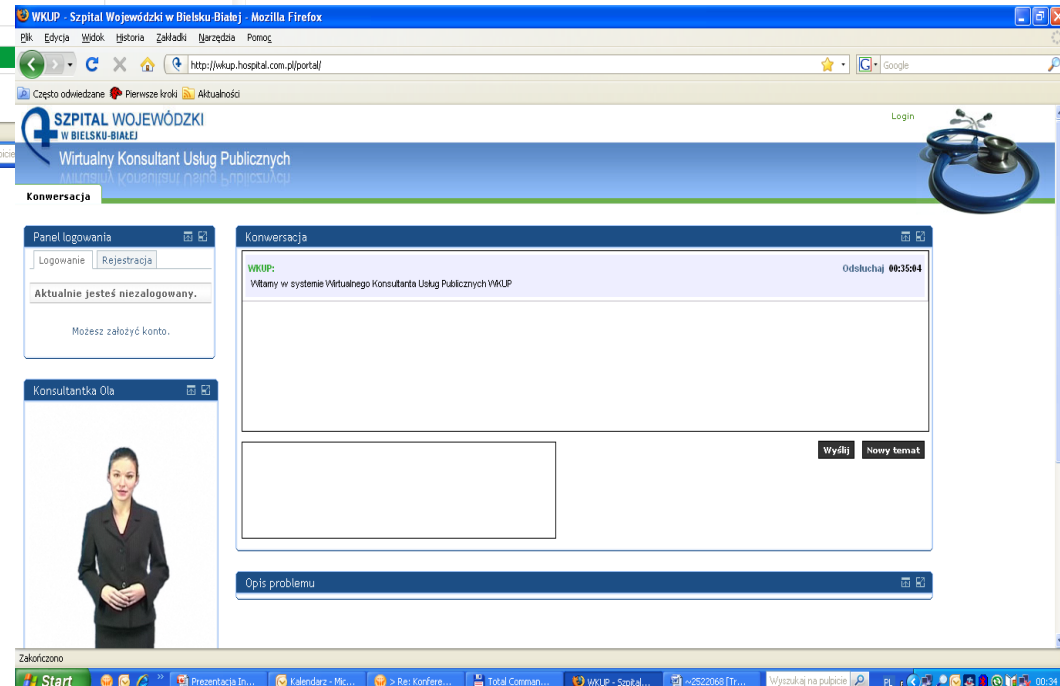 WKUP - Szpital Wojewódzki w Bielsku-Białej - Mozilla Firefox
Plik Edycja Widok Historia Zakładki Narzędzia Pomoc
http://wkup.hospital.com.pl/portal/
G Google
Często odwiedzane Pierwsze kroki Aktualności
SZPITAL WOJEWÓDZKI
W BIELSKU-BIAŁEJ
Login
Wirtualny Konsultant Usług Publicznych
Konwersacja
Panel logowania
Logowanie Rejestracja
Aktualnie jesteś niezalogowany.
Możesz założyć konto.
Konsultantka Ola
Konwersacja
WKUP:
Odsłuchaj 00:35:04
Witamy w systemie Wirtualnego Konsultanta Usług Publicznych WKUP
Wyślij Nowy temat
Opis problemu
Zakończono
Start Prezentacja In... Kalendarz - Mic... > Re: Konfere... Total Comman... WKUP - Szpital... ~2522068 [Tr... Wyszukaj na pulpicie PL 00:34